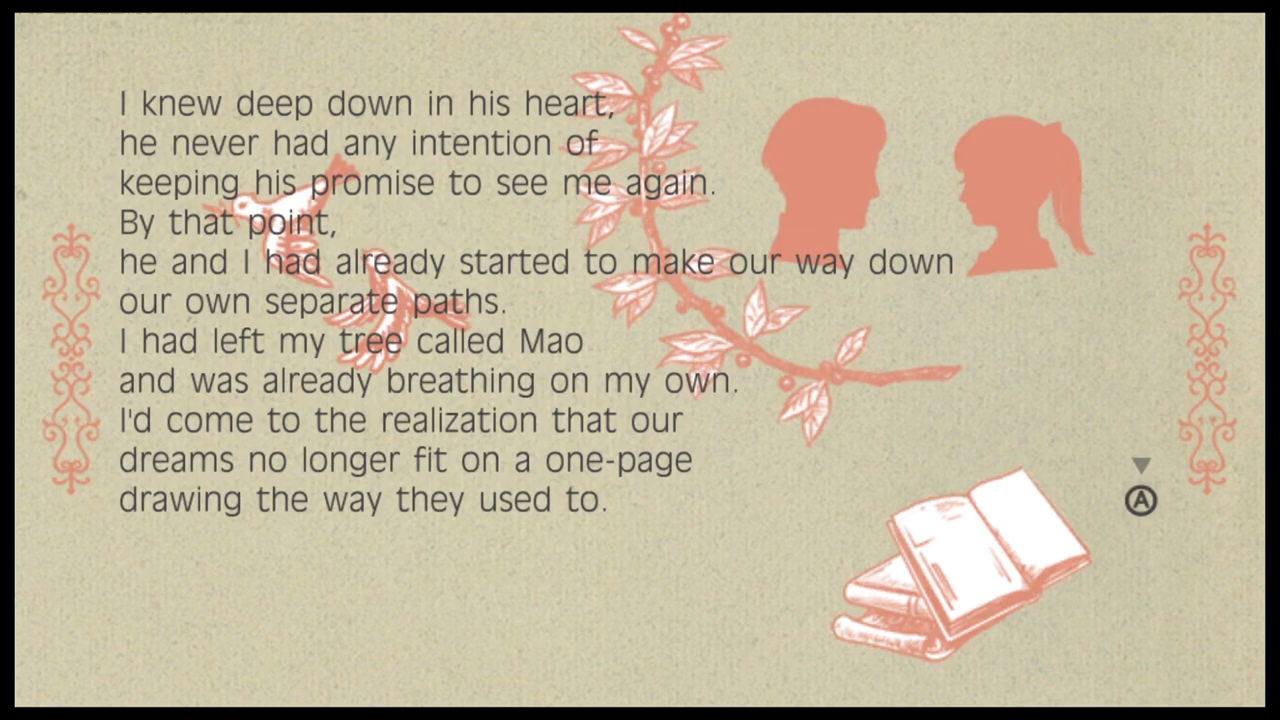 I knew deep down in his heart,
he never had any intention of
keeping his promise to see me again.
By that point,
he and I had already started to make our way down
our own separate paths.
I had left my tree called Mao
and was already breathing on my own.
I'd come to the realization that our
dreams no longer fit on a one-page
drawing the way they used to.
A